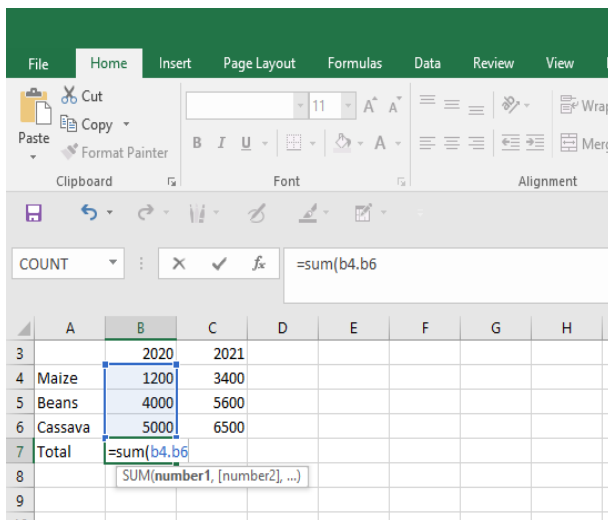 File Home Insert Page Layout Formulas Data Review View
Cut
Copy
Format Painter
Paste
11 A A
B I U A
Wrap
Merg
Clipboard Font Alignment
COUNT fx =sum(b4.b6
A B C D E F G H
3 2020 2021
4 Maize 1200 3400
5 Beans 4000 5600
6 Cassava 5000 6500
7 Total =sum(b4.b6
8 SUM(number1, [number2], ...)
9